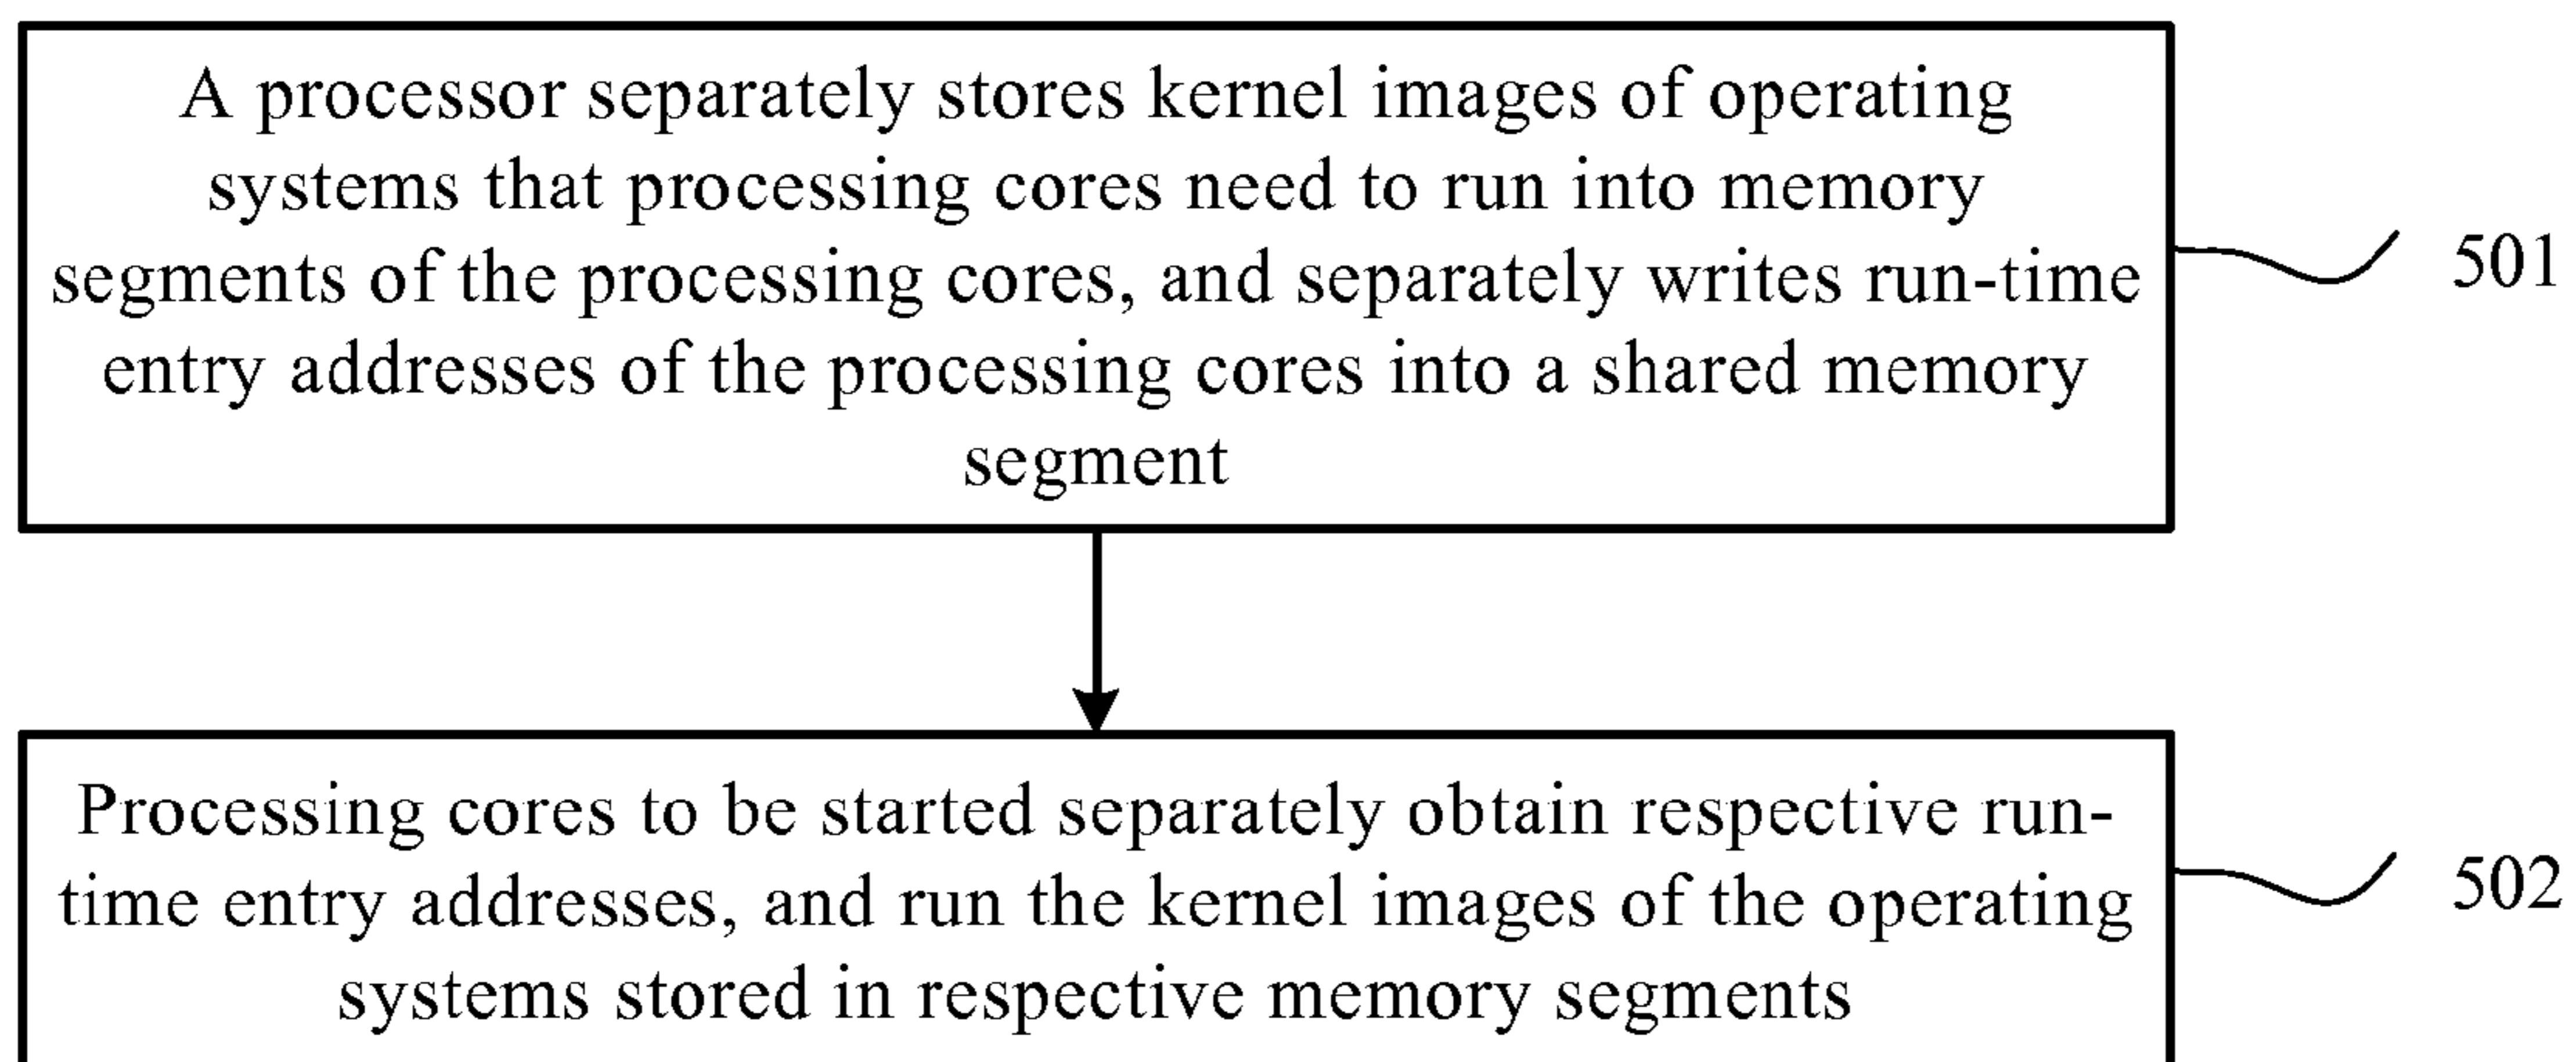 A processor separately stores kernel images of operating
systems that processing cores need to run into memory
segments of the processing cores, and separately writes run-time
entry addresses of the processing cores into a shared memory
segment
501
Processing cores to be started separately obtain respective run-
time entry addresses, and run the kernel images of the operating
systems stored in respective memory segments
502